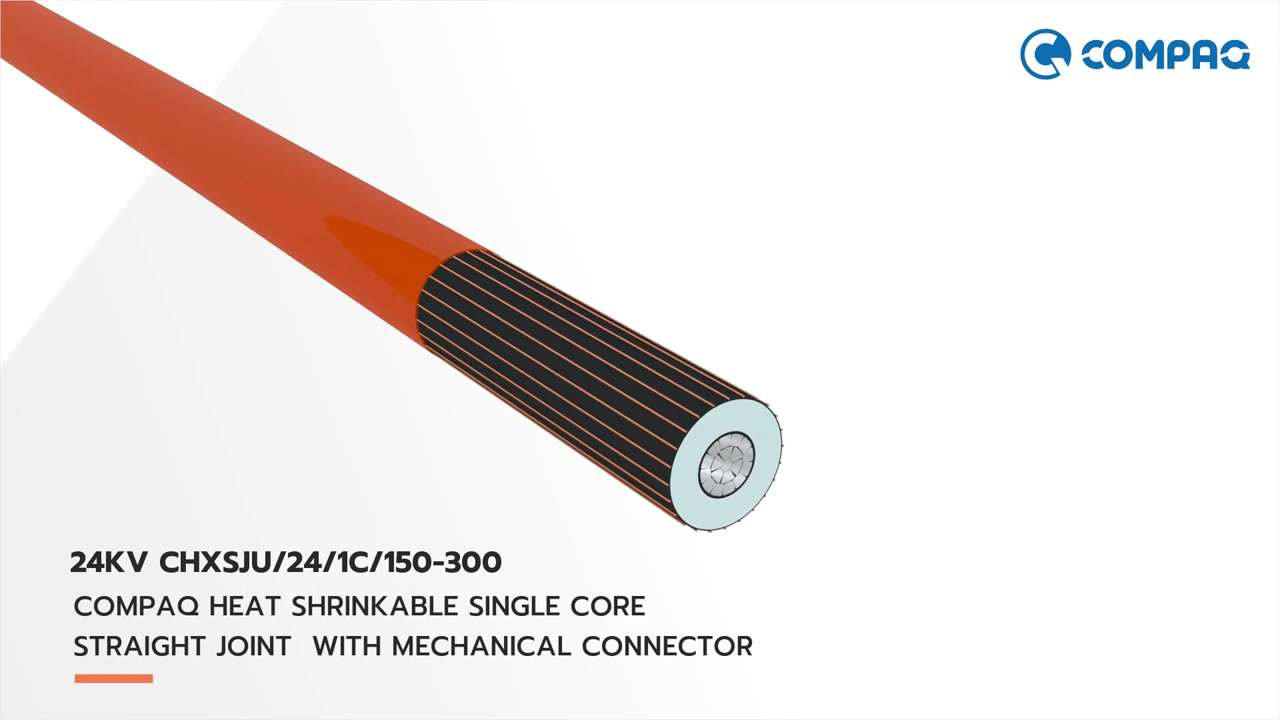 COMPAQ
24KV CHXSJU/24/1C/150-300
COMPAQ HEAT SHRINKABLE SINGLE CORE
STRAIGHT JOINT WITH MECHANICAL CONNECTOR